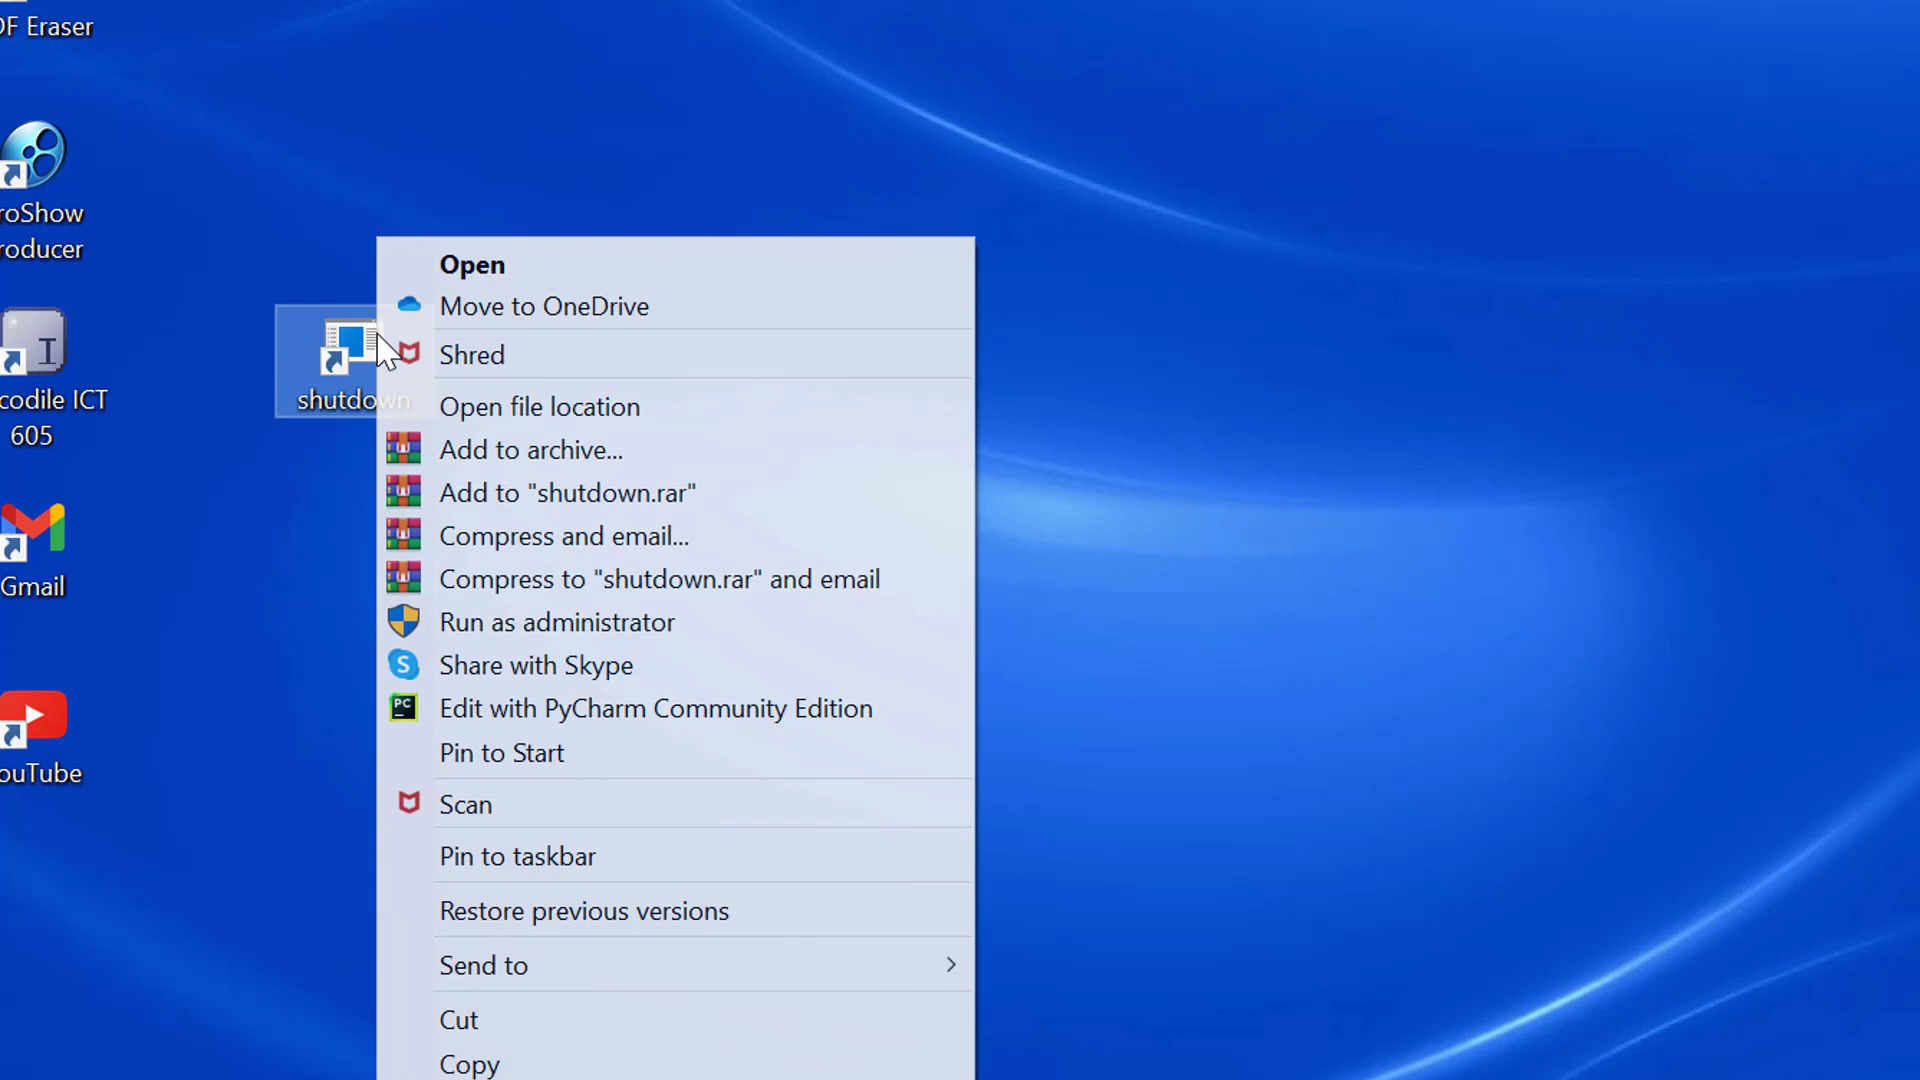 DF Eraser
roShow
roducer
codile ICT
605
Gmail
ouTube
shutdown
Open
Move to OneDrive
Shred
Open file location
Add to archive...
Add to "shutdown.rar"
Compress and email...
Compress to "shutdown.rar" and email
Run as administrator
S
Share with Skype
PC
Edit with PyCharm Community Edition
Pin to Start
Scan
Pin to taskbar
Restore previous versions
Send to
Cut
Copy